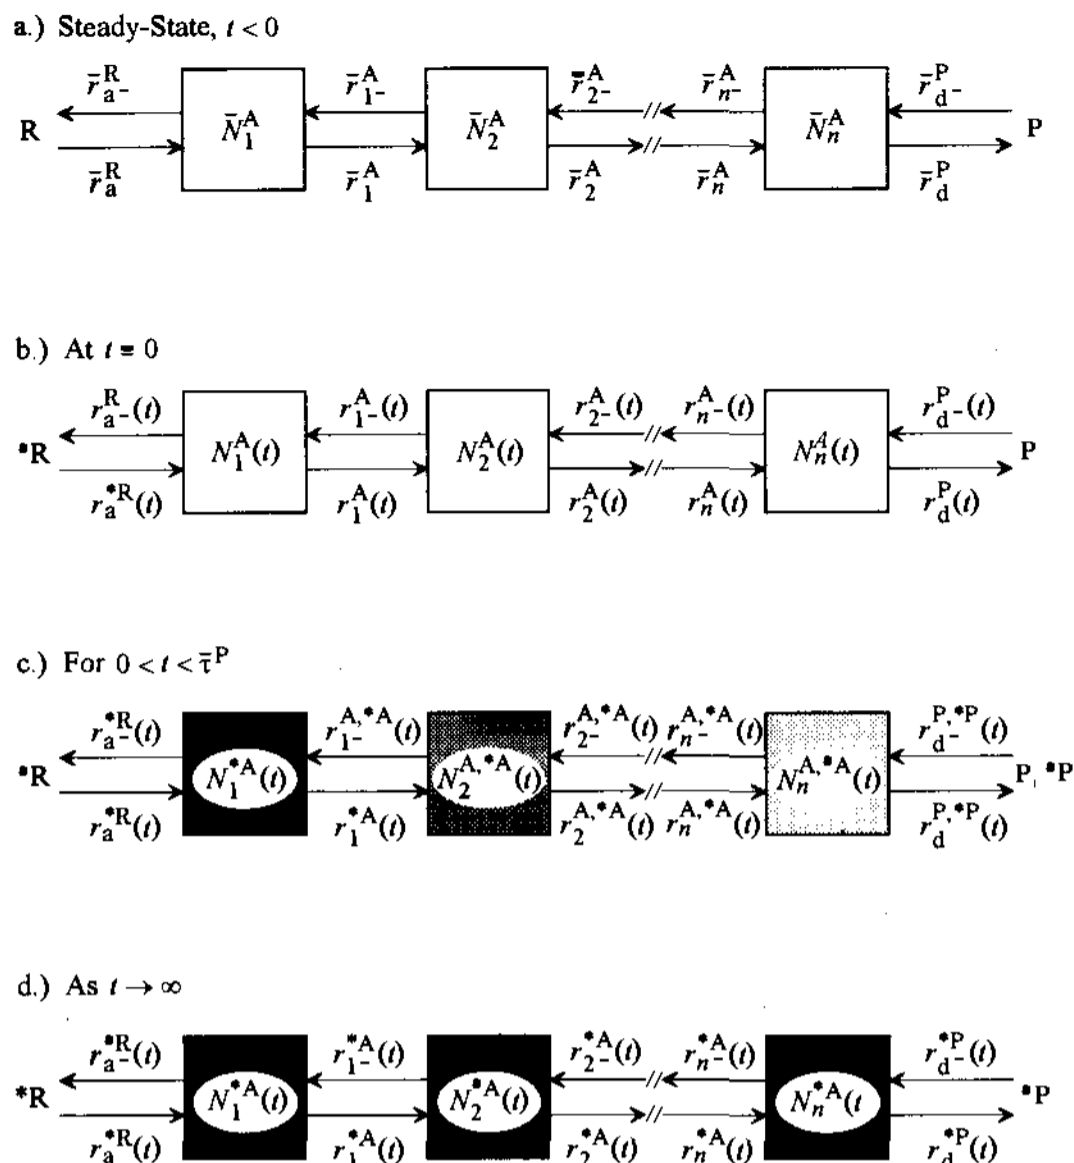 a.) Steady-State, t < 0
r̄ᴿₐ₋ r̄ᴬ₁₋ r̄ᴬ₂₋ r̄ᴬₙ₋ r̄ᴾd₋
R N̄ᴬ₁ N̄ᴬ₂ // N̄ᴬₙ P
r̄ᴿₐ r̄ᴬ₁ r̄ᴬ₂ r̄ᴬₙ r̄ᴾd
b.) At t = 0
rᴿₐ₋(t) rᴬ₁₋(t) rᴬ₂₋(t) rᴬₙ₋(t) rᴾd₋(t)
*R Nᴬ₁(t) Nᴬ₂(t) // Nᴬₙ(t) P
r*ᴿₐ(t) rᴬ₁(t) rᴬ₂(t) rᴬₙ(t) rᴾd(t)
c.) For 0 < t < τ̄ᴾ
r*ᴿₐ₋(t) rᴬ,*ᴬ₁₋(t) rᴬ,*ᴬ₂₋(t) rᴬ,*ᴬₙ₋(t) rᴾ,*ᴾd₋(t)
*R N*ᴬ₁(t) Nᴬ,*ᴬ₂(t) // Nᴬ,*ᴬₙ(t) P, *P
r*ᴿₐ(t) r*ᴬ₁(t) rᴬ,*ᴬ₂(t) rᴬ,*ᴬₙ(t) rᴾ,*ᴾd(t)
d.) As t → ∞
r*ᴿₐ₋(t) r*ᴬ₁₋(t) r*ᴬ₂₋(t) r*ᴬₙ₋(t) r*ᴾd₋(t)
*R N*ᴬ₁(t) N*ᴬ₂(t) // N*ᴬₙ(t *P
r*ᴿₐ(t) r*ᴬ₁(t) r*ᴬ₂(t) r*ᴬₙ(t) r*ᴾd(t)